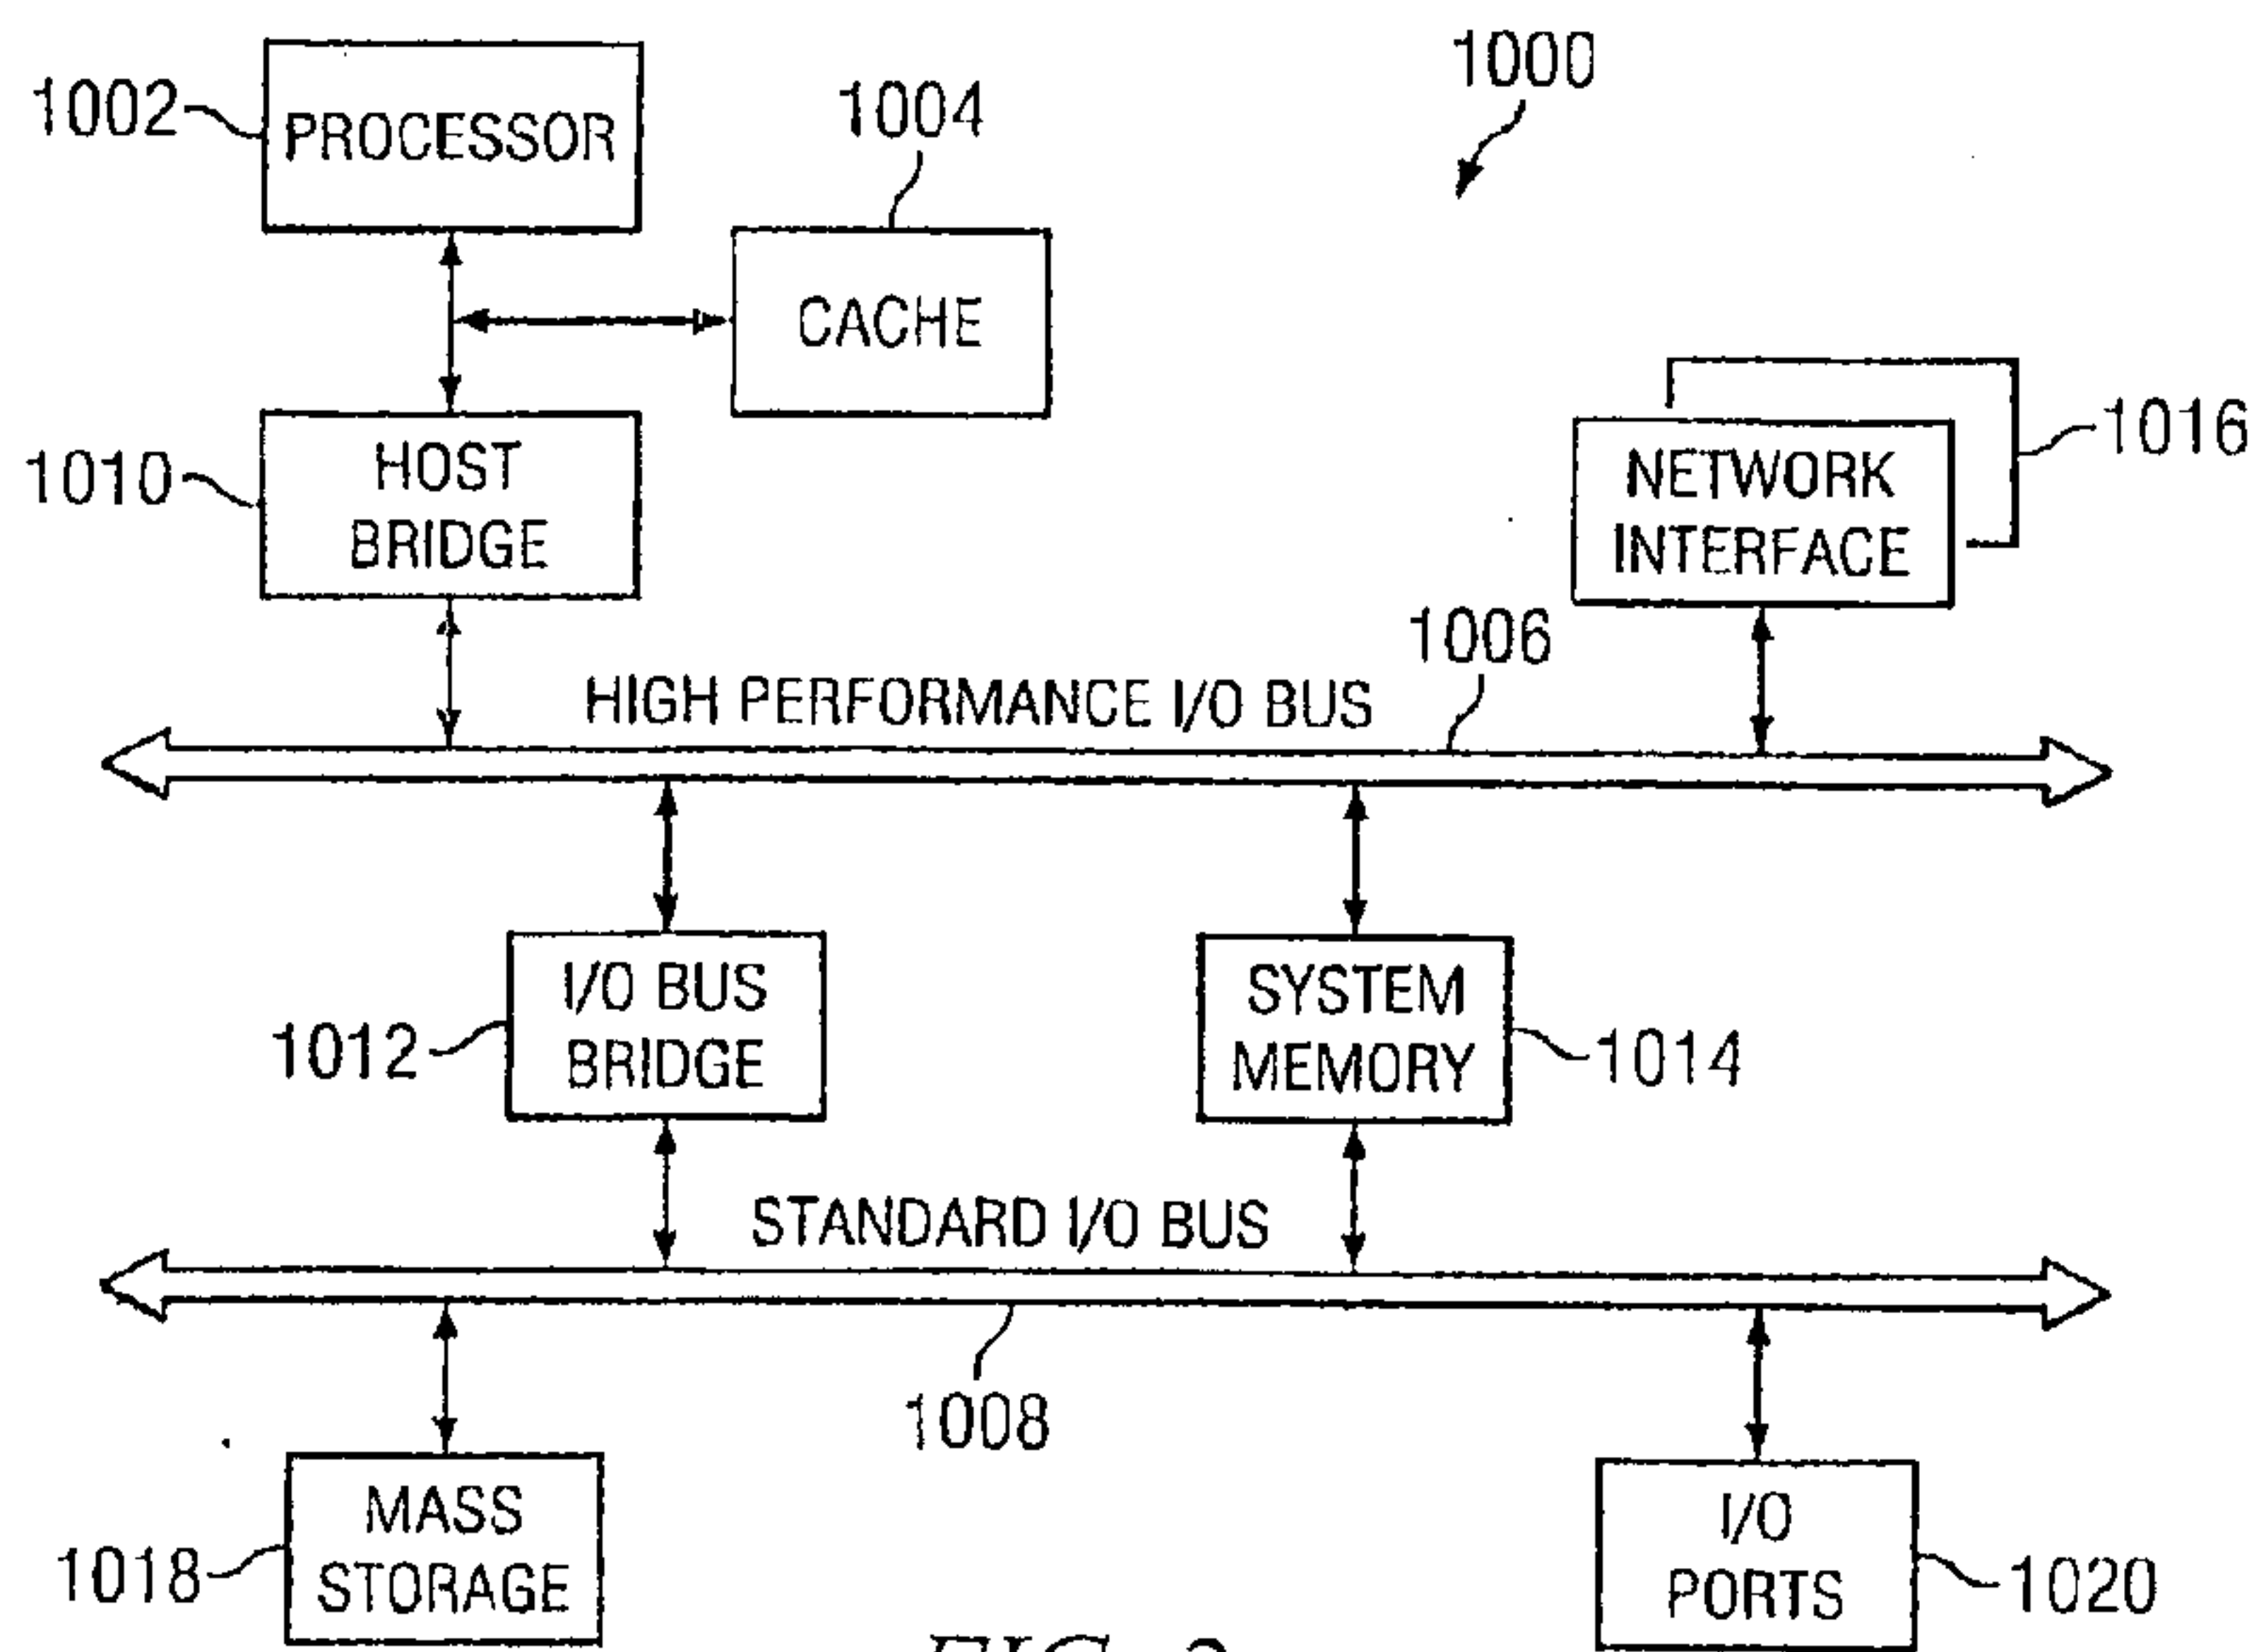 1000
1002
PROCESSOR
1004
CACHE
1010
HOST
BRIDGE
1016
NETWORK
INTERFACE
1006
HIGH PERFORMANCE I/O BUS
I/O BUS
BRIDGE
1012
SYSTEM
MEMORY
1014
STANDARD I/O BUS
1008
MASS
STORAGE
1018
I/O
PORTS
1020
FIG.